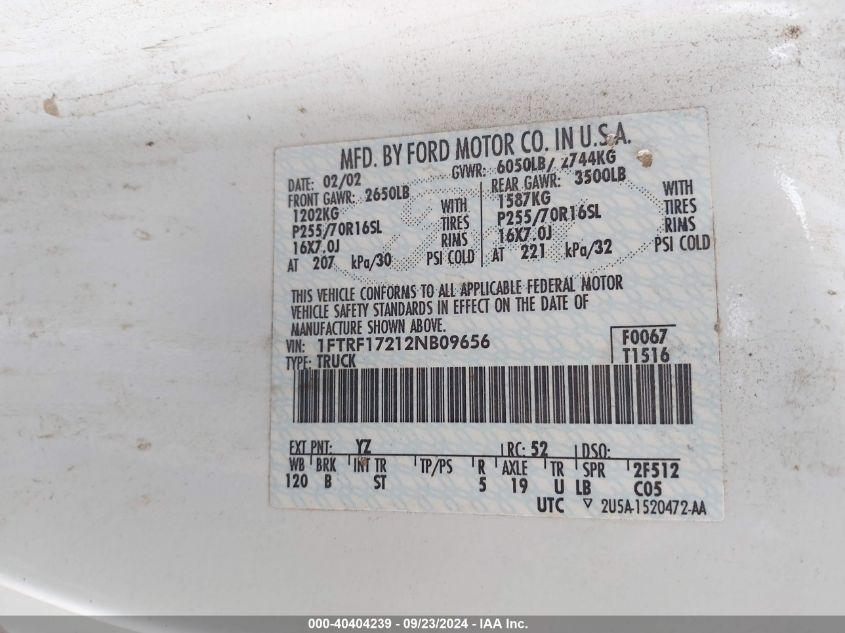 MFD. BY FORD MOTOR CO. IN U.S.A.
DATE: 02/02 GVWR: 6050LB/ 2744KG
FRONT GAWR: 2650LB REAR GAWR: 3500LB
1202KG WITH 1587KG WITH
P255/70R16SL TIRES P255/70R16SL TIRES
16X7.0J RIMS 16X7.0J RIMS
AT 207 kPa/30 PSI COLD AT 221 kPa/32 PSI COLD
THIS VEHICLE CONFORMS TO ALL APPLICABLE FEDERAL MOTOR
VEHICLE SAFETY STANDARDS IN EFFECT ON THE DATE OF
MANUFACTURE SHOWN ABOVE.
VIN: 1FTRF17212NB09656 F0067
TYPE: TRUCK T1516
EXT PNT: YZ RC: 52 DSO:
WB BRK INT TR TP/PS R AXLE TR SPR 2F512
120 B ST 5 19 U LB C05
UTC ▽ 2U5A-1520472-AA
000-40404239 - 09/23/2024 - IAA Inc.